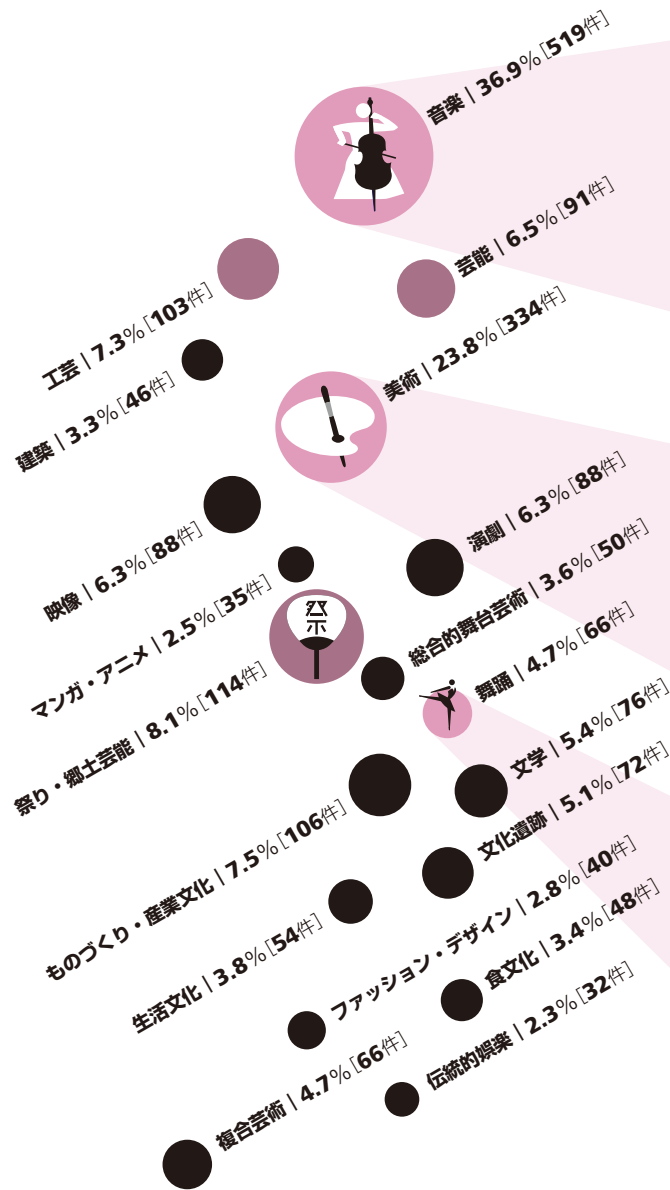 音楽 | 36.9% [519件]
芸能 | 6.5% [91件]
工芸 | 7.3% [103件]
美術 | 23.8% [334件]
建築 | 3.3% [46件]
映像 | 6.3% [88件]
演劇 | 6.3% [88件]
マンガ・アニメ | 2.5% [35件]
総合的舞台芸術 | 3.6% [50件]
祭
祭り・郷土芸能 | 8.1% [114件]
舞踊 | 4.7% [66件]
文学 | 5.4% [76件]
ものづくり・産業文化 | 7.5% [106件]
文化遺跡 | 5.1% [72件]
生活文化 | 3.8% [54件]
ファッション・デザイン | 2.8% [40件]
食文化 | 3.4% [48件]
伝統的娯楽 | 2.3% [32件]
複合芸術 | 4.7% [66件]